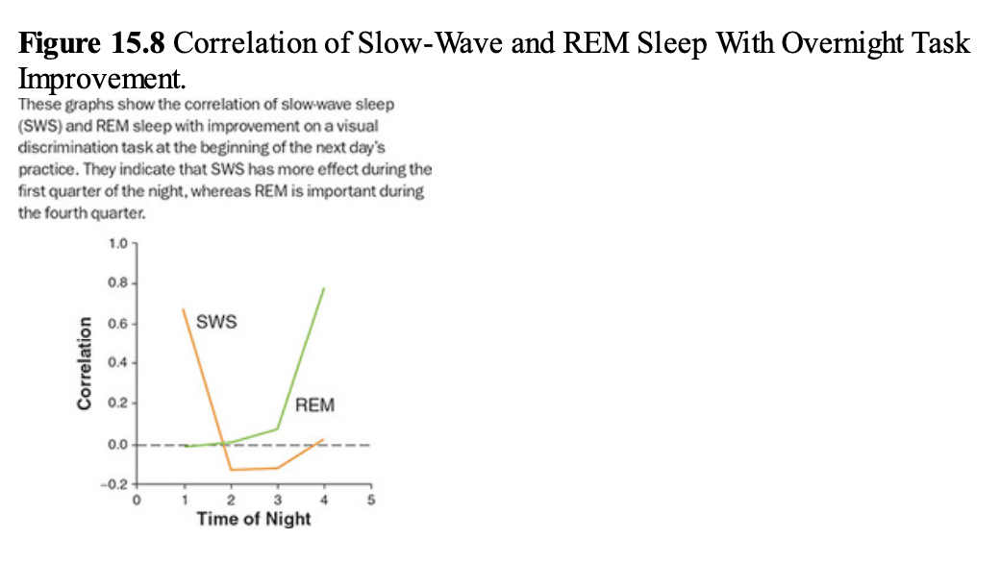 Figure 15.8 Correlation of Slow-Wave and REM Sleep With Overnight Task
Improvement.
These graphs show the correlation of slow-wave sleep
(SWS) and REM sleep with improvement on a visual
discrimination task at the beginning of the next day's
practice. They indicate that SWS has more effect during the
first quarter of the night, whereas REM is important during
the fourth quarter.
1.0
0.8
SWS
0.6
0.4
Correlation
REM
0.2
0.0
-0.2
0 1 2 3 4 5
Time of Night